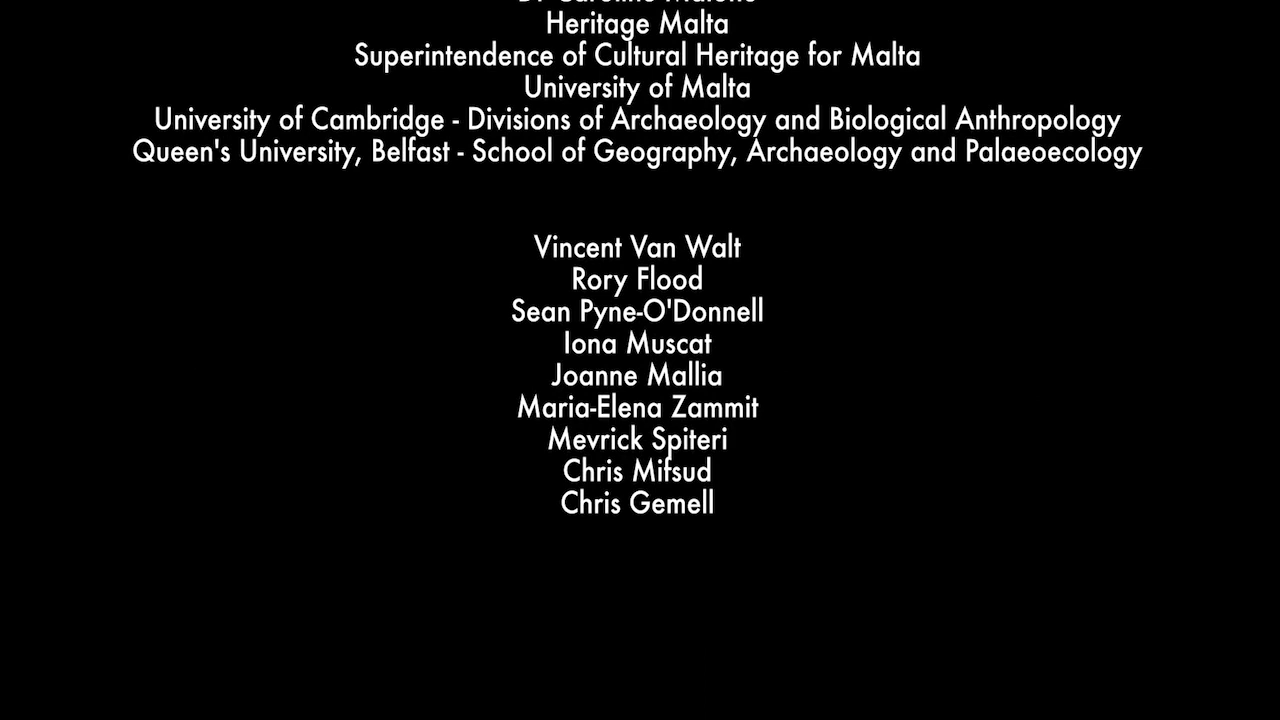 Heritage Malta
Superintendence of Cultural Heritage for Malta
University of Malta
University of Cambridge - Divisions of Archaeology and Biological Anthropology
Queen's University, Belfast - School of Geography, Archaeology and Palaeoecology
Vincent Van Walt
Rory Flood
Sean Pyne-O'Donnell
Iona Muscat
Joanne Mallia
Maria-Elena Zammit
Mevrick Spiteri
Chris Mifsud
Chris Gemell